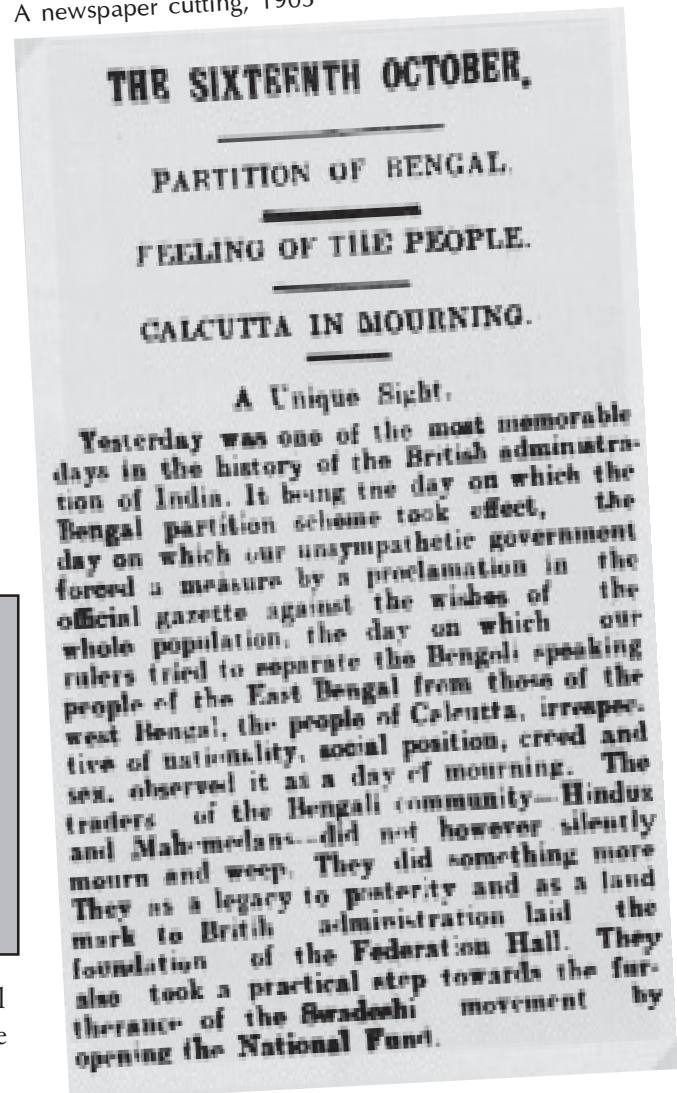 A newspaper cutting, 1905
THE SIXTEENTH OCTOBER.
PARTITION OF BENGAL.
FEELING OF THE PEOPLE.
CALCUTTA IN MOURNING.
A Unique Sight.
Yesterday was one of the most memorable
days in the history of the British administra-
tion of India. It being the day on which the
Bengal partition scheme took effect, the
day on which our unsympathetic government
forced a measure by a proclamation in the
official gazette against the wishes of the
whole population, the day on which our
rulers tried to separate the Bengali speaking
people of the East Bengal from those of the
west Bengal, the people of Calcutta, irrespec-
tive of nationality, social position, creed and
sex, observed it as a day of mourning. The
traders of the Bengali community—Hindus
and Mahomedans—did not however silently
mourn and weep. They did something more
They as a legacy to posterity and as a land
mark to Britih administration laid the
foundation of the Federation Hall. They
also took a practical step towards the fur-
therance of the Swadeshi movement by
opening the National Fund.